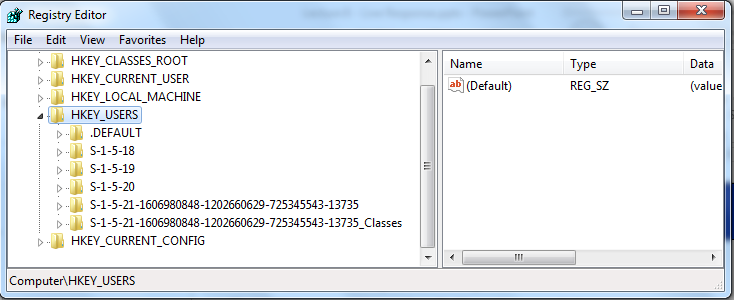 Registry Editor
File Edit View Favorites Help
HKEY_CLASSES_ROOT
HKEY_CURRENT_USER
HKEY_LOCAL_MACHINE
HKEY_USERS
.DEFAULT
S-1-5-18
S-1-5-19
S-1-5-20
S-1-5-21-1606980848-1202660629-725345543-13735
S-1-5-21-1606980848-1202660629-725345543-13735_Classes
HKEY_CURRENT_CONFIG
Name Type Data
ab (Default) REG_SZ (value
Computer\HKEY_USERS